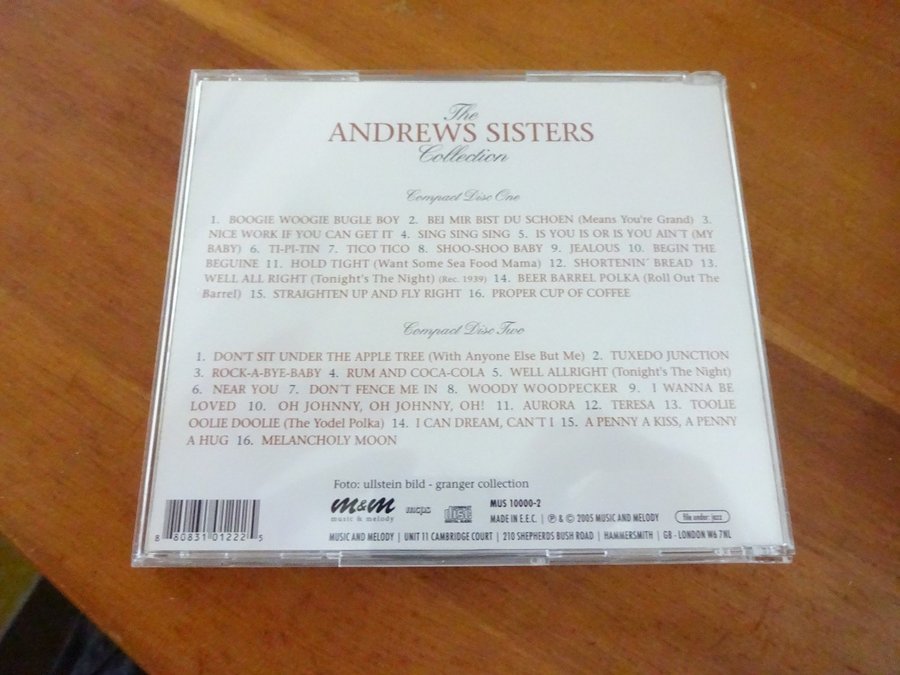 The
ANDREWS SISTERS
Collection
Compact Disc One
1. BOOGIE WOOGIE BUGLE BOY 2. BEI MIR BIST DU SCHOEN (Means You're Grand) 3.
NICE WORK IF YOU CAN GET IT 4. SING SING SING 5. IS YOU IS OR IS YOU AIN'T (MY
BABY) 6. TI-PI-TIN 7. TICO TICO 8. SHOO-SHOO BABY 9. JEALOUS 10. BEGIN THE
BEGUINE 11. HOLD TIGHT (Want Some Sea Food Mama) 12. SHORTENIN´ BREAD 13.
WELL ALL RIGHT (Tonight's The Night) (Rec. 1939) 14. BEER BARREL POLKA (Roll Out The
Barrel) 15. STRAIGHTEN UP AND FLY RIGHT 16. PROPER CUP OF COFFEE
Compact Disc Two
1. DON'T SIT UNDER THE APPLE TREE (With Anyone Else But Me) 2. TUXEDO JUNCTION
3. ROCK-A-BYE-BABY 4. RUM AND COCA-COLA 5. WELL ALLRIGHT (Tonight's The Night)
6. NEAR YOU 7. DON´T FENCE ME IN 8. WOODY WOODPECKER 9. I WANNA BE
LOVED 10. OH JOHNNY, OH JOHNNY, OH! 11. AURORA 12. TERESA 13. TOOLIE
OOLIE DOOLIE (The Yodel Polka) 14. I CAN DREAM, CAN´T I 15. A PENNY A KISS, A PENNY
A HUG 16. MELANCHOLY MOON
Foto: ullstein bild - granger collection
m&m
music & melody
mcps
disc
MUS 10000-2
MADE IN E.E.C. | ℗ & © 2005 MUSIC AND MELODY
file under: jazz
8 80831 01222 5
MUSIC AND MELODY | UNIT 11 CAMBRIDGE COURT | 210 SHEPHERDS BUSH ROAD | HAMMERSMITH | GB - LONDON W6 7NL